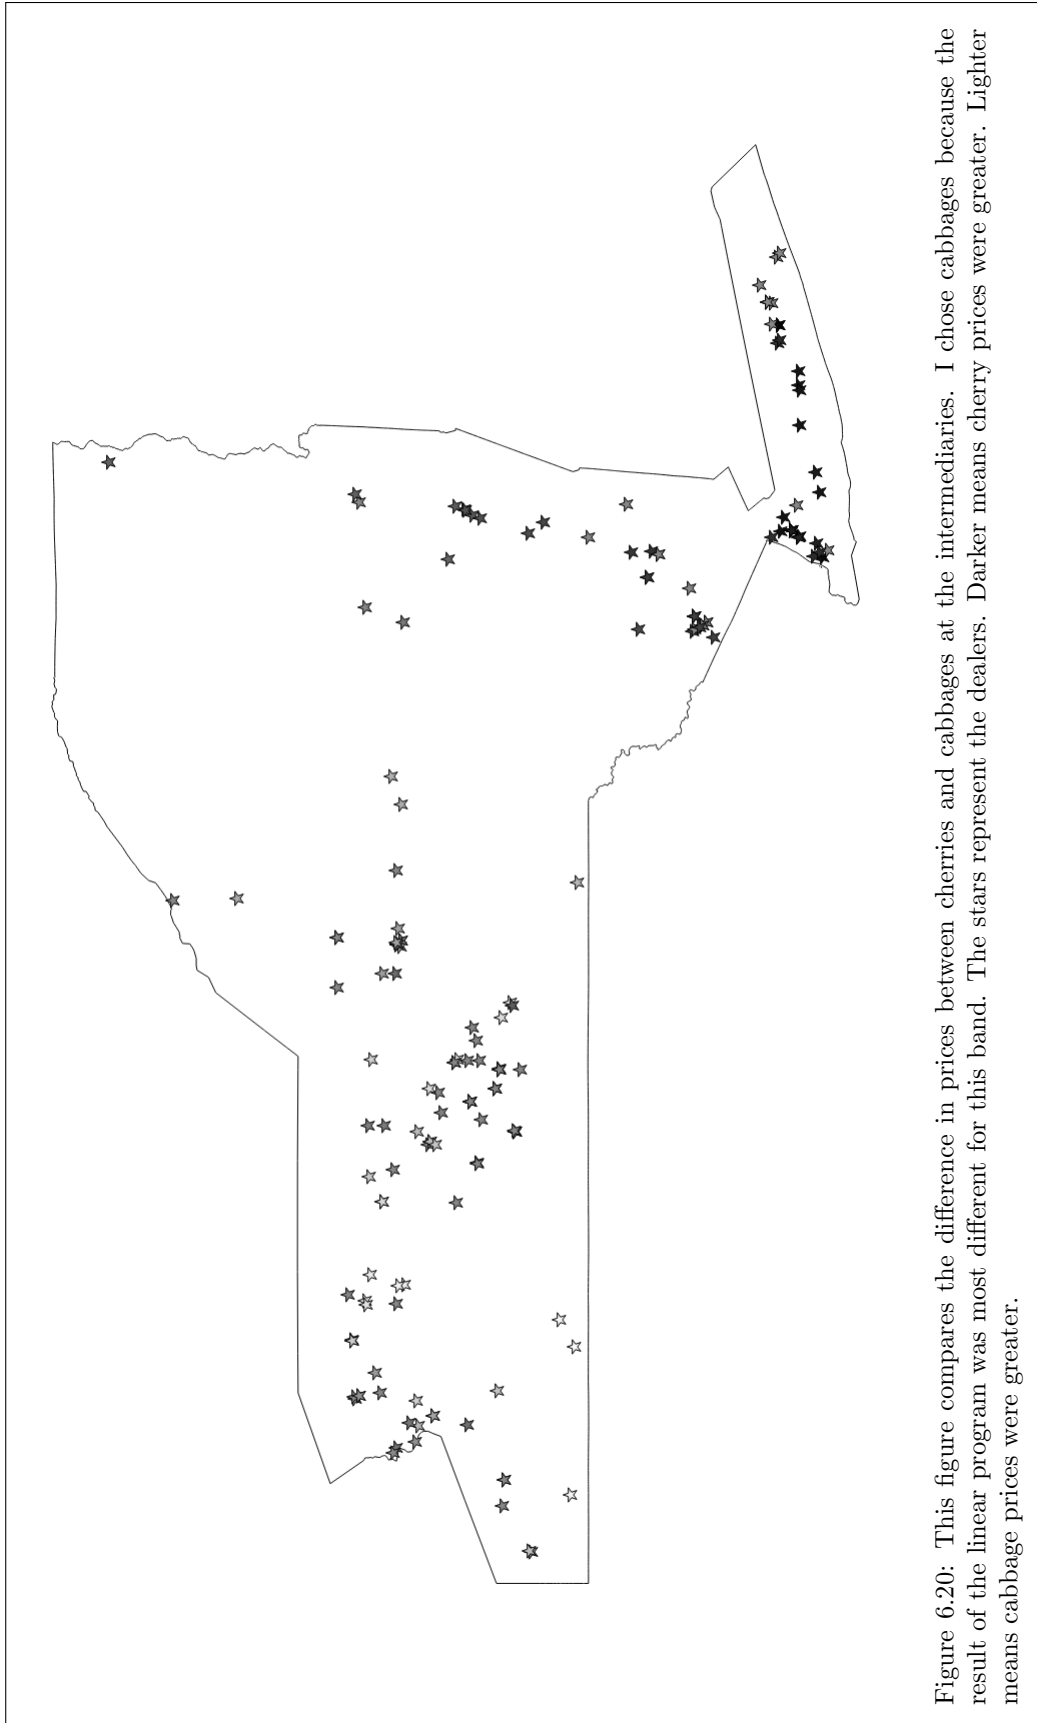 Figure 6.20: This figure compares the difference in prices between cherries and cabbages at the intermediaries. I chose cabbages because the
result of the linear program was most different for this band. The stars represent the dealers. Darker means cherry prices were greater. Lighter
means cabbage prices were greater.